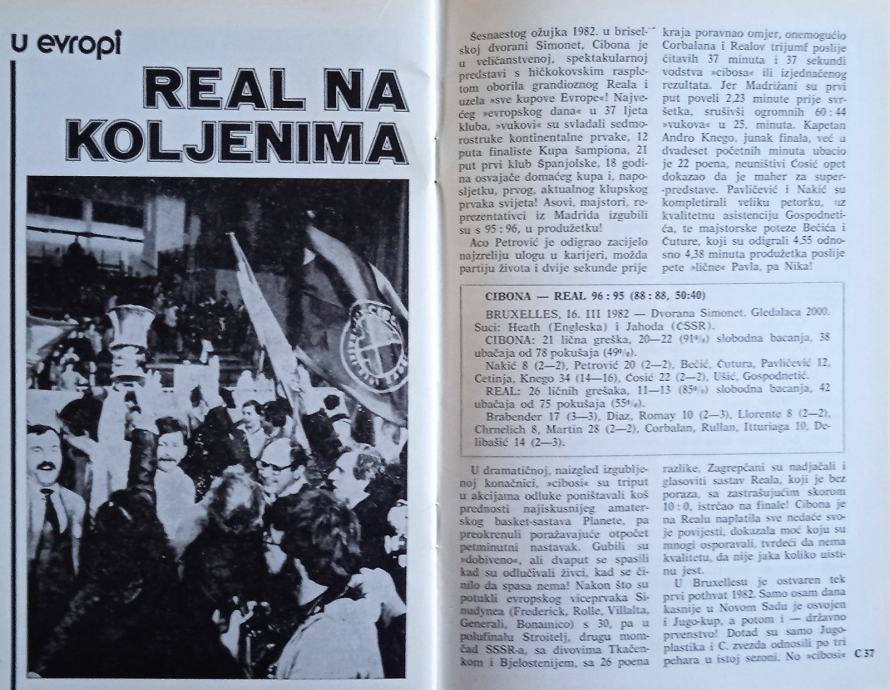 u evropi
REAL NA
KOLJENIMA
Šesnaestog ožujka 1982. u brisel-
skoj dvorani Simonet, Cibona je
u veličanstvenoj, spektakularnoj
predstavi s hičkokovskim rasple-
tom oborila grandioznog Reala i
uzela »sve kupove Evrope«! Najve-
ćeg »evropskog dana« u 37 ljeta
kluba, »vukovi« su svladali sedmo-
rostruke kontinentalne prvake, 12
puta finaliste Kupa šampiona, 21
put prvi klub Španjolske, 18 godi-
na osvajače domaćeg kupa i, napo-
sljetku, prvog, aktualnog klupskog
prvaka svijeta! Asovi, majstori, re-
prezentativci iz Madrida izgubili
su s 95 : 96, u produžetku!
Aco Petrović je odigrao zacijelo
najzreliju ulogu u karijeri, možda
partiju života i dvije sekunde prije
kraja poravnao omjer, onemogućio
Corbalana i Realov trijumf poslije
čitavih 37 minuta i 37 sekundi
vodstva »cibosa« ili izjednačenog
rezultata. Jer Madriđani su prvi
put poveli 2,23 minute prije svr-
šetka, srušivši ogromnih 60 : 44
»vukova« u 25. minuta. Kapetan
Andro Knego, junak finala, već u
dvadeset početnih minuta ubacio
je 22 poena, neuništivi Ćosić opet
dokazao da je maher za super-
-predstave. Pavličević i Nakić su
kompletirali veliku petorku, uz
kvalitetnu asistenciju Gospodneti-
ća, te majstorske poteze Bečića i
Čuture, koji su odigrali 4,55 odno-
sno 4,38 minuta produžetka poslije
pete »lične« Pavla, pa Nika!
CIBONA — REAL 96 : 95 (88 : 88, 50:40)
BRUXELLES, 16. III 1982 — Dvorana Simonet. Gledalaca 2000.
Suci: Heath (Engleska) i Jahoda (ČSSR).
CIBONA: 21 lična greška, 20—22 (91%) slobodna bacanja, 38
ubačaja od 78 pokušaja (49%).
Nakić 8 (2—2), Petrović 20 (2—2), Bečić, Čutura, Pavličević 12,
Cetinja, Knego 34 (14—16), Ćosić 22 (2—2), Ušić, Gospodnetić.
REAL: 26 ličnih grešaka, 11—13 (85%) slobodna bacanja, 42
ubačaja od 75 pokušaja (55%).
Brabender 17 (3—3), Diaz, Romay 10 (2—3), Llorente 8 (2—2),
Chrnelich 8, Martin 28 (2—2), Corbalan, Rullan, Itturiaga 10, De-
libašić 14 (2—3).
U dramatičnoj, naizgled izgublje-
noj konačnici, »cibosi« su triput
u akcijama odluke poništavali koš
prednosti najiskusnijeg amater-
skog basket-sastava Planete, pa
preokrenuli poražavajuće otpočet
petminutni nastavak. Gubili su
»dobiveno«, ali dvaput se spasili
kad su odlučivali živci, kad se či-
nilo da spasa nema! Nakon što su
potukli evropskog viceprvaka Si-
nudynea (Frederick, Rolle, Villalta,
Generali, Bonamico) s 30, pa u
polufinalu Stroitelj, drugu mom-
čad SSSR-a, sa divovima Tkačen-
kom i Bjelostenijem, sa 26 poena
razlike, Zagrepčani su nadjačali i
glasoviti sastav Reala, koji je bez
poraza, sa zastrašujućim skorom
10 : 0, istrčao na finale! Cibona je
na Realu naplatila sve nedaće svo-
je povijesti, dokazala moć koju su
mnogi osporavali, tvrdeći da nema
kvalitetu, da nije jaka koliko uisti-
nu jest.
U Bruxellesu je ostvaren tek
prvi pothvat 1982. Samo osam dana
kasnije u Novom Sadu je osvojen
i Jugo-kup, a potom i — državno
prvenstvo! Dotad su samo Jugo-
plastika i C. zvezda odnosili po tri
pehara u istoj sezoni. No »cibosi«
C 37